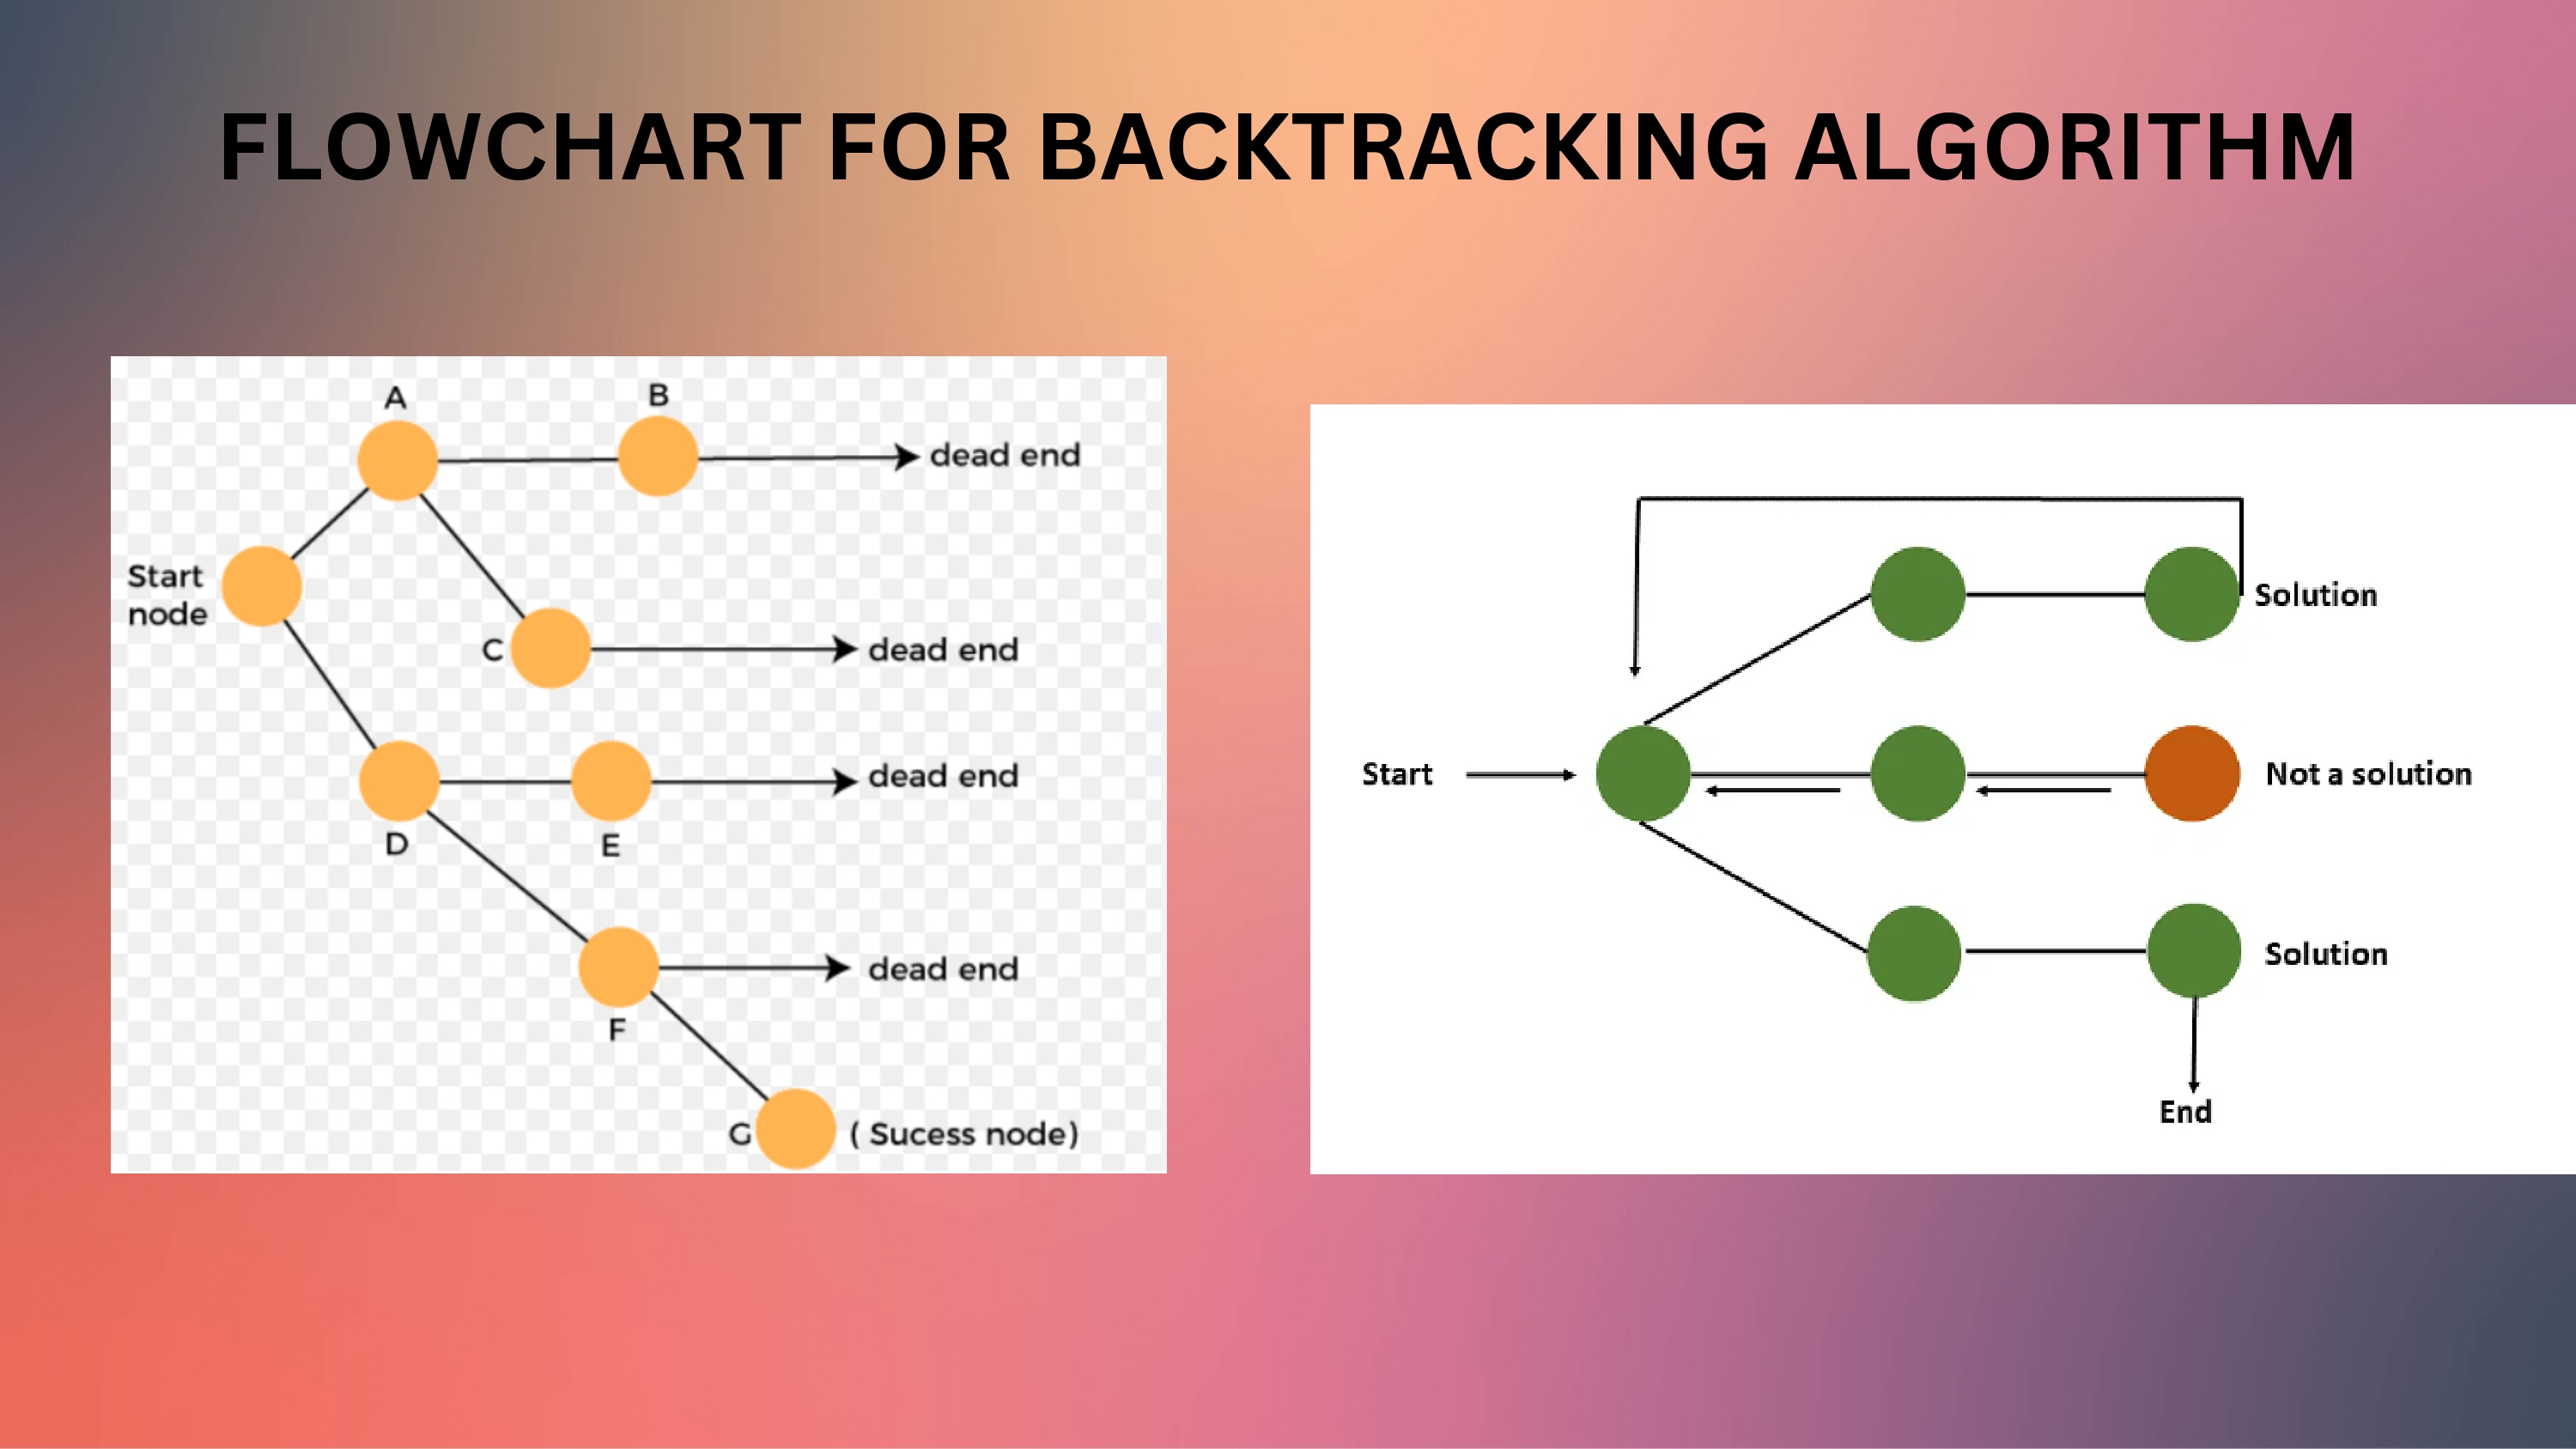 FLOWCHART FOR BACKTRACKING ALGORITHM
A
B
dead end
Start
node
C
dead end
dead end
D
E
dead end
F
G
( Sucess node)
Solution
Start
Not a solution
Solution
End